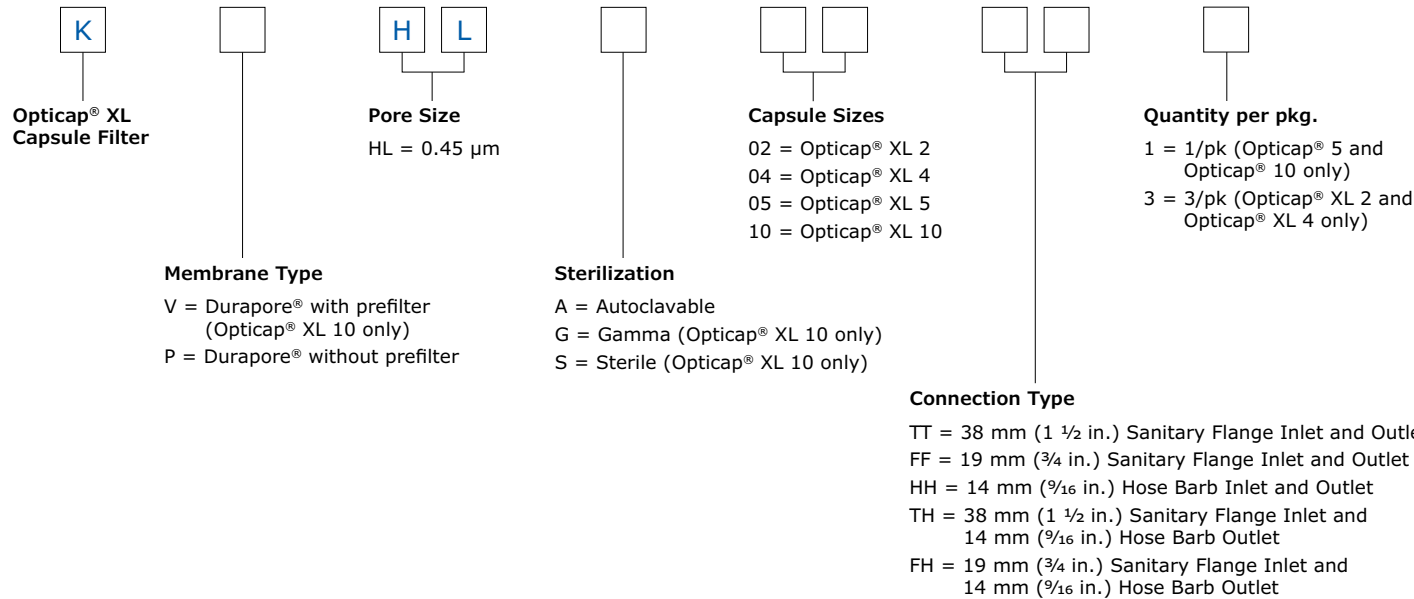 K
H L
Opticap® XL
Capsule Filter
Pore Size
HL = 0.45 µm
Capsule Sizes
02 = Opticap® XL 2
04 = Opticap® XL 4
05 = Opticap® XL 5
10 = Opticap® XL 10
Quantity per pkg.
1 = 1/pk (Opticap® 5 and
Opticap® 10 only)
3 = 3/pk (Opticap® XL 2 and
Opticap® XL 4 only)
Membrane Type
V = Durapore® with prefilter
(Opticap® XL 10 only)
P = Durapore® without prefilter
Sterilization
A = Autoclavable
G = Gamma (Opticap® XL 10 only)
S = Sterile (Opticap® XL 10 only)
Connection Type
TT = 38 mm (1 ½ in.) Sanitary Flange Inlet and Outle
FF = 19 mm (¾ in.) Sanitary Flange Inlet and Outlet
HH = 14 mm (⁹⁄₁₆ in.) Hose Barb Inlet and Outlet
TH = 38 mm (1 ½ in.) Sanitary Flange Inlet and
14 mm (⁹⁄₁₆ in.) Hose Barb Outlet
FH = 19 mm (¾ in.) Sanitary Flange Inlet and
14 mm (⁹⁄₁₆ in.) Hose Barb Outlet